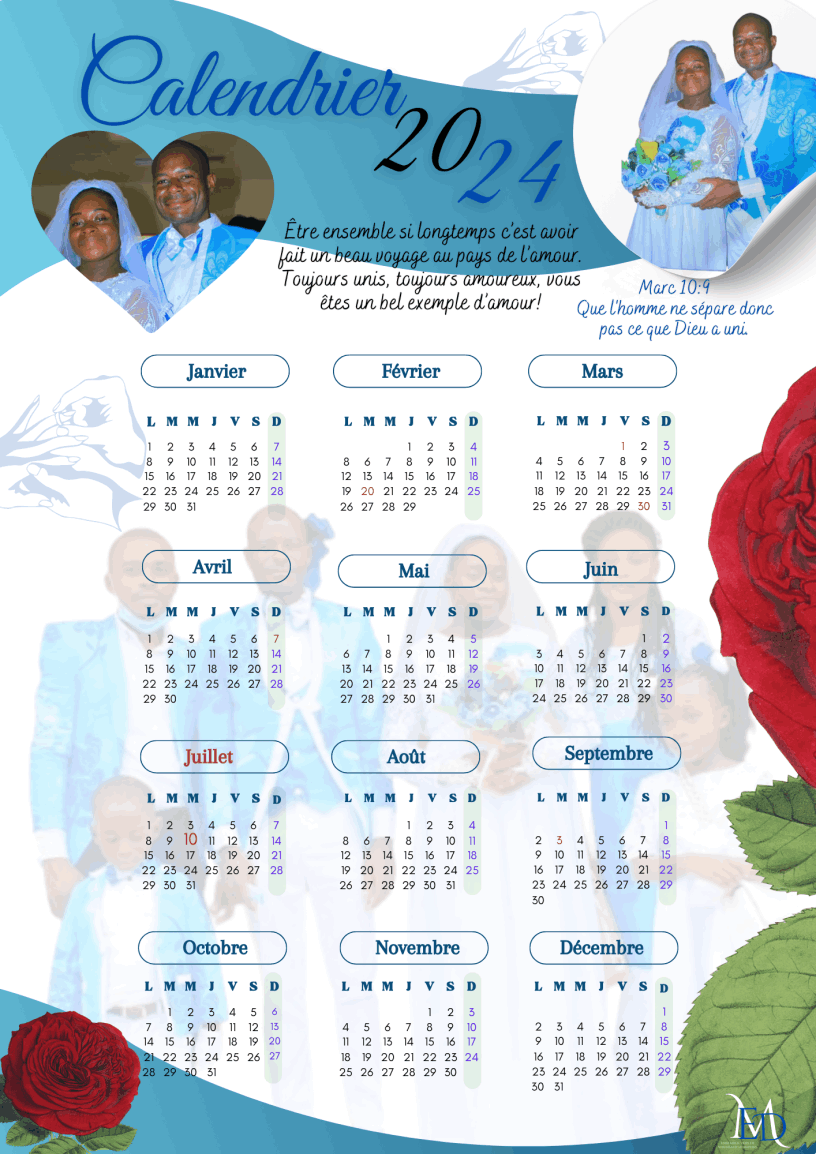 Calendrier
2024
Être ensemble si longtemps c'est avoir
fait un beau voyage au pays de l'amour.
Toujours unis, toujours amoureux, vous
êtes un bel exemple d'amour!
Marc 10:9
Que l'homme ne sépare donc
pas ce que Dieu a uni.
Janvier
L M M J V S D
1 2 3 4 5 6 7
8 9 10 11 12 13 14
15 16 17 18 19 20 21
22 23 24 25 26 27 28
29 30 31
Février
L M M J V S D
1 2 3 4
8 6 7 8 9 10 11
12 13 14 15 16 17 18
19 20 21 22 23 24 25
26 27 28 29
Mars
L M M J V S D
1 2 3
4 5 6 7 8 9 10
11 12 13 14 15 16 17
18 19 20 21 22 23 24
25 26 27 28 29 30 31
Avril
L M M J V S D
1 2 3 4 5 6 7
8 9 10 11 12 13 14
15 16 17 18 19 20 21
22 23 24 25 26 27 28
29 30
Mai
L M M J V S D
1 2 3 4 5
6 7 8 9 10 11 12
13 14 15 16 17 18 19
20 21 22 23 24 25 26
27 28 29 30 31
Juin
L M M J V S D
1 2
3 4 5 6 7 8 9
10 11 12 13 14 15 16
17 18 19 20 21 22 23
24 25 26 27 28 29 30
Juillet
L M M J V S D
1 2 3 4 5 6 7
8 9 10 11 12 13 14
15 16 17 18 19 20 21
22 23 24 25 26 27 28
29 30 31
Août
L M M J V S D
1 2 3 4
8 6 7 8 9 10 11
12 13 14 15 16 17 18
19 20 21 22 23 24 25
26 27 28 29 30 31
Septembre
L M M J V S D
1
2 3 4 5 6 7 8
9 10 11 12 13 14 15
16 17 18 19 20 21 22
23 24 25 26 27 28 29
30
Octobre
L M M J V S D
1 2 3 4 5 6
7 8 9 10 11 12 13
14 15 16 17 18 19 20
21 22 23 24 25 26 27
28 29 30 31
Novembre
L M M J V S D
1 2 3
4 5 6 7 8 9 10
11 12 13 14 15 16 17
18 19 20 21 22 23 24
25 26 27 28 29 30
Décembre
L M M J V S D
1
2 3 4 5 6 7 8
9 10 11 12 13 14 15
16 17 18 19 20 21 22
23 24 25 26 27 28 29
30 31
M
ED